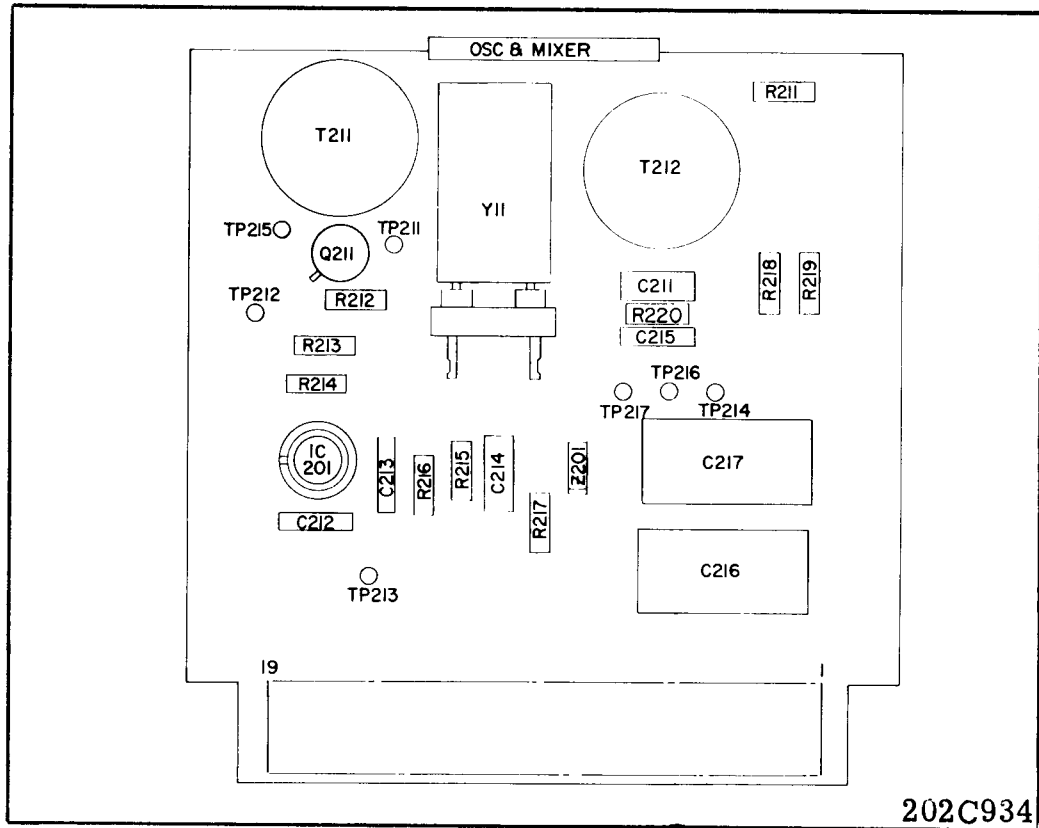 OSC & MIXER
R211
T211
T212
Y11
TP215
TP211
Q211
TP212
R212
C211
R218
R219
R220
R213
C215
R214
TP216
TP217
TP214
IC
201
C213
R216
R215
C214
Z201
C217
R217
C212
C216
TP213
19
1
202C934